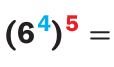 (6⁴)⁵ =